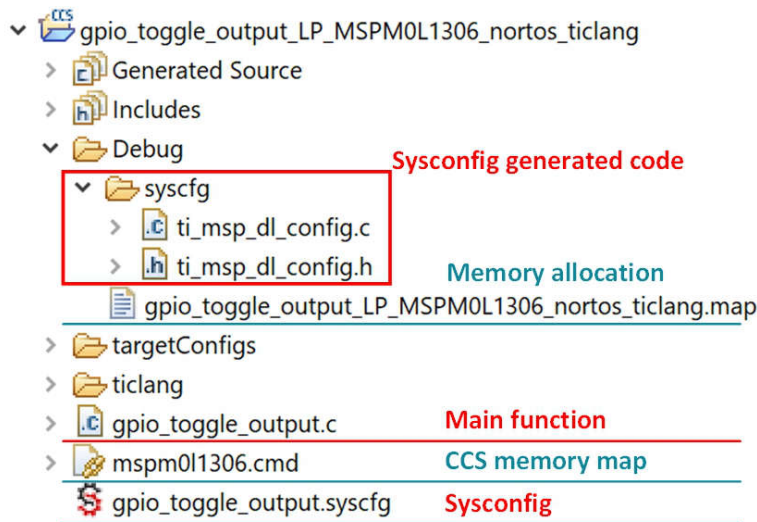 CCS
gpio_toggle_output_LP_MSPM0L1306_nortos_ticlang
c Generated Source
h Includes
Debug
Sysconfig generated code
syscfg
.c ti_msp_dl_config.c
.h ti_msp_dl_config.h
Memory allocation
gpio_toggle_output_LP_MSPM0L1306_nortos_ticlang.map
targetConfigs
ticlang
.c gpio_toggle_output.c Main function
mspm0l1306.cmd CCS memory map
S gpio_toggle_output.syscfg Sysconfig